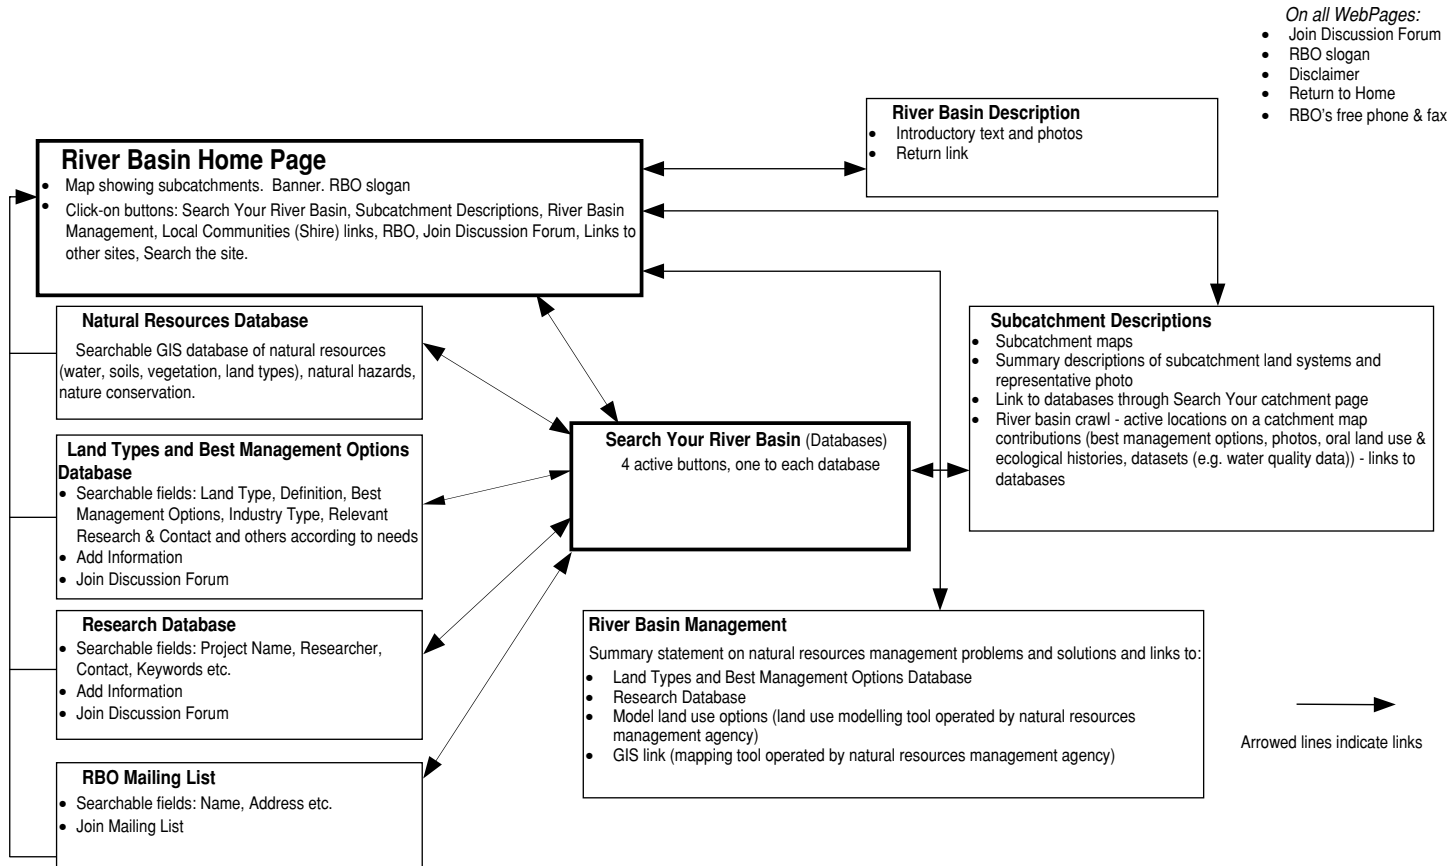 On all WebPages:
• Join Discussion Forum
• RBO slogan
• Disclaimer
• Return to Home
• RBO's free phone & fax
River Basin Description
• Introductory text and photos
• Return link
River Basin Home Page
• Map showing subcatchments. Banner. RBO slogan
• Click-on buttons: Search Your River Basin, Subcatchment Descriptions, River Basin
Management, Local Communities (Shire) links, RBO, Join Discussion Forum, Links to
other sites, Search the site.
Natural Resources Database
Searchable GIS database of natural resources
(water, soils, vegetation, land types), natural hazards,
nature conservation.
Subcatchment Descriptions
• Subcatchment maps
• Summary descriptions of subcatchment land systems and
representative photo
• Link to databases through Search Your catchment page
• River basin crawl - active locations on a catchment map
contributions (best management options, photos, oral land use &
ecological histories, datasets (e.g. water quality data)) - links to
databases
Search Your River Basin (Databases)
4 active buttons, one to each database
Land Types and Best Management Options
Database
• Searchable fields: Land Type, Definition, Best
Management Options, Industry Type, Relevant
Research & Contact and others according to needs
• Add Information
• Join Discussion Forum
Research Database
• Searchable fields: Project Name, Researcher,
Contact, Keywords etc.
• Add Information
• Join Discussion Forum
River Basin Management
Summary statement on natural resources management problems and solutions and links to:
• Land Types and Best Management Options Database
• Research Database
• Model land use options (land use modelling tool operated by natural resources
management agency)
• GIS link (mapping tool operated by natural resources management agency)
Arrowed lines indicate links
RBO Mailing List
• Searchable fields: Name, Address etc.
• Join Mailing List